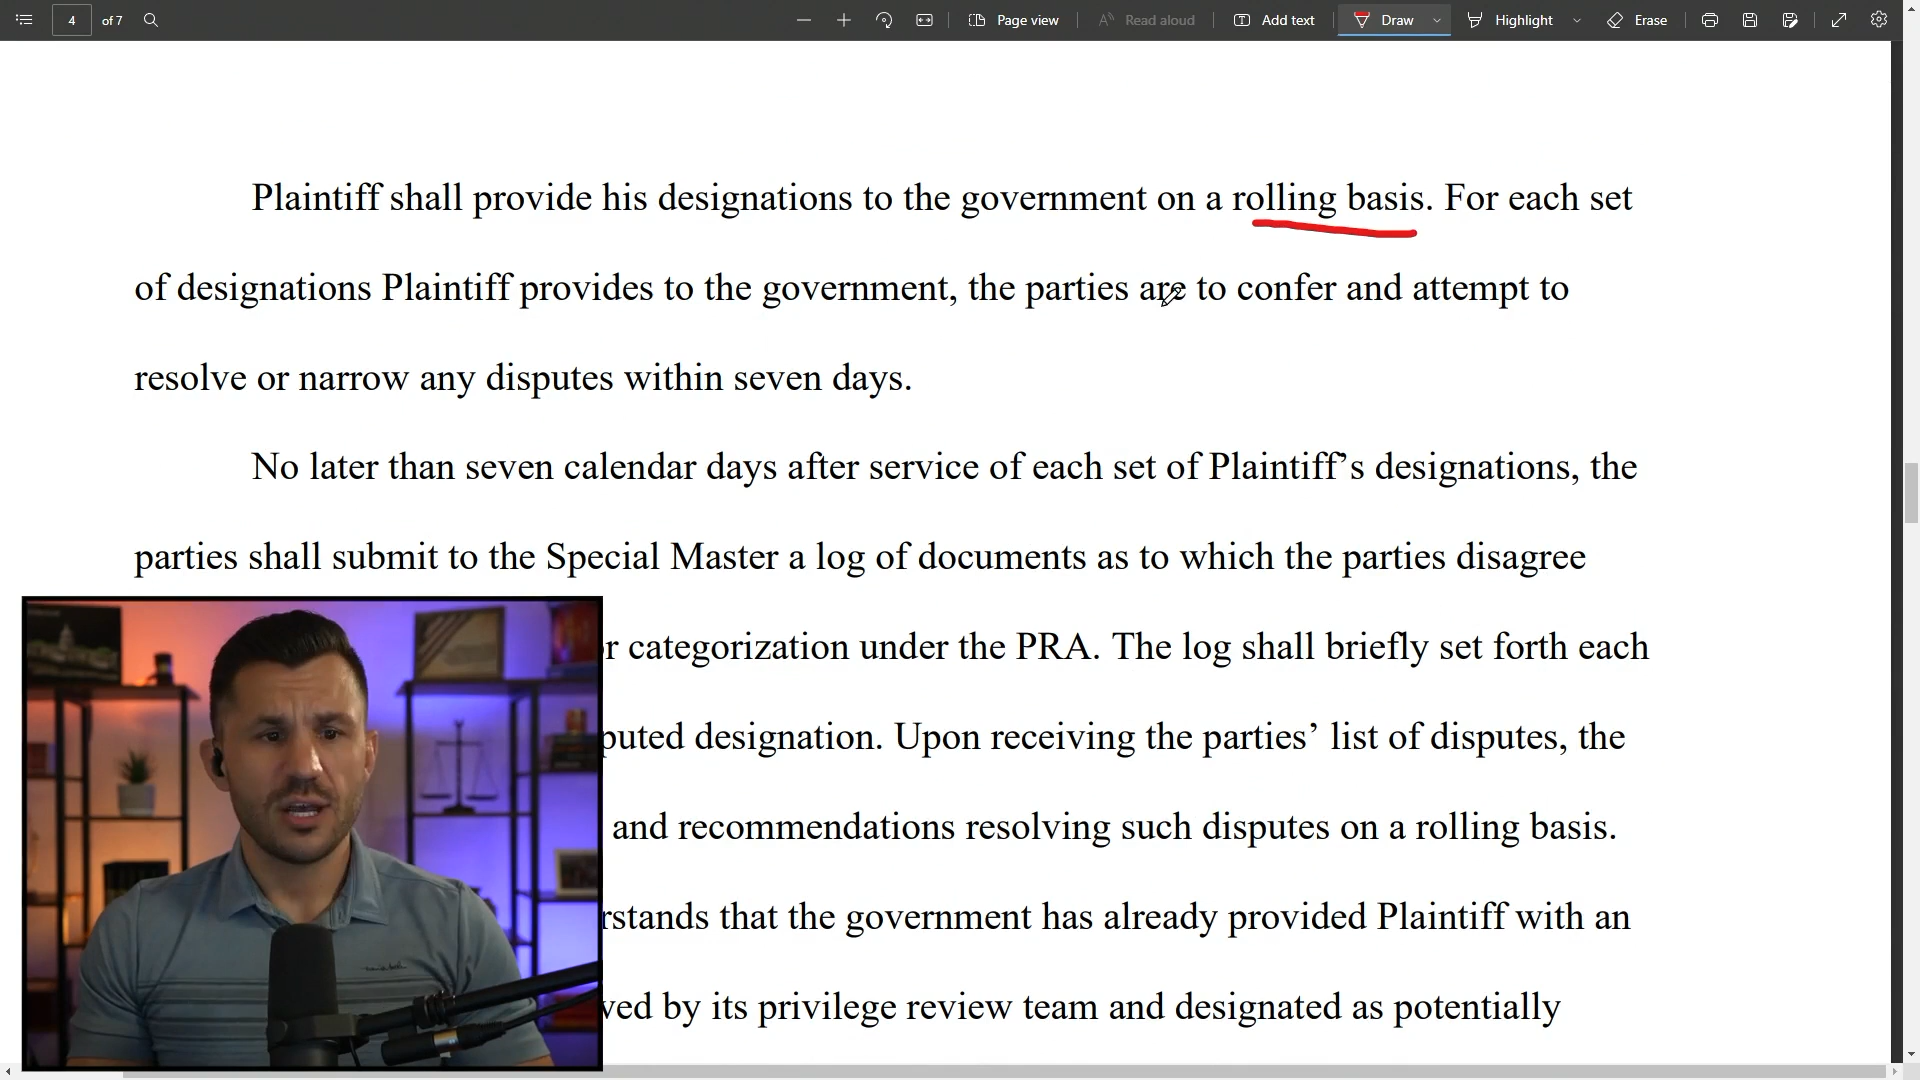 4 of 7 Page view Read aloud Add text Draw Highlight Erase
Plaintiff shall provide his designations to the government on a rolling basis. For each set
of designations Plaintiff provides to the government, the parties are to confer and attempt to
resolve or narrow any disputes within seven days.
No later than seven calendar days after service of each set of Plaintiff’s designations, the
parties shall submit to the Special Master a log of documents as to which the parties disagree
categorization under the PRA. The log shall briefly set forth each
designation. Upon receiving the parties’ list of disputes, the
and recommendations resolving such disputes on a rolling basis.
that the government has already provided Plaintiff with an
by its privilege review team and designated as potentially